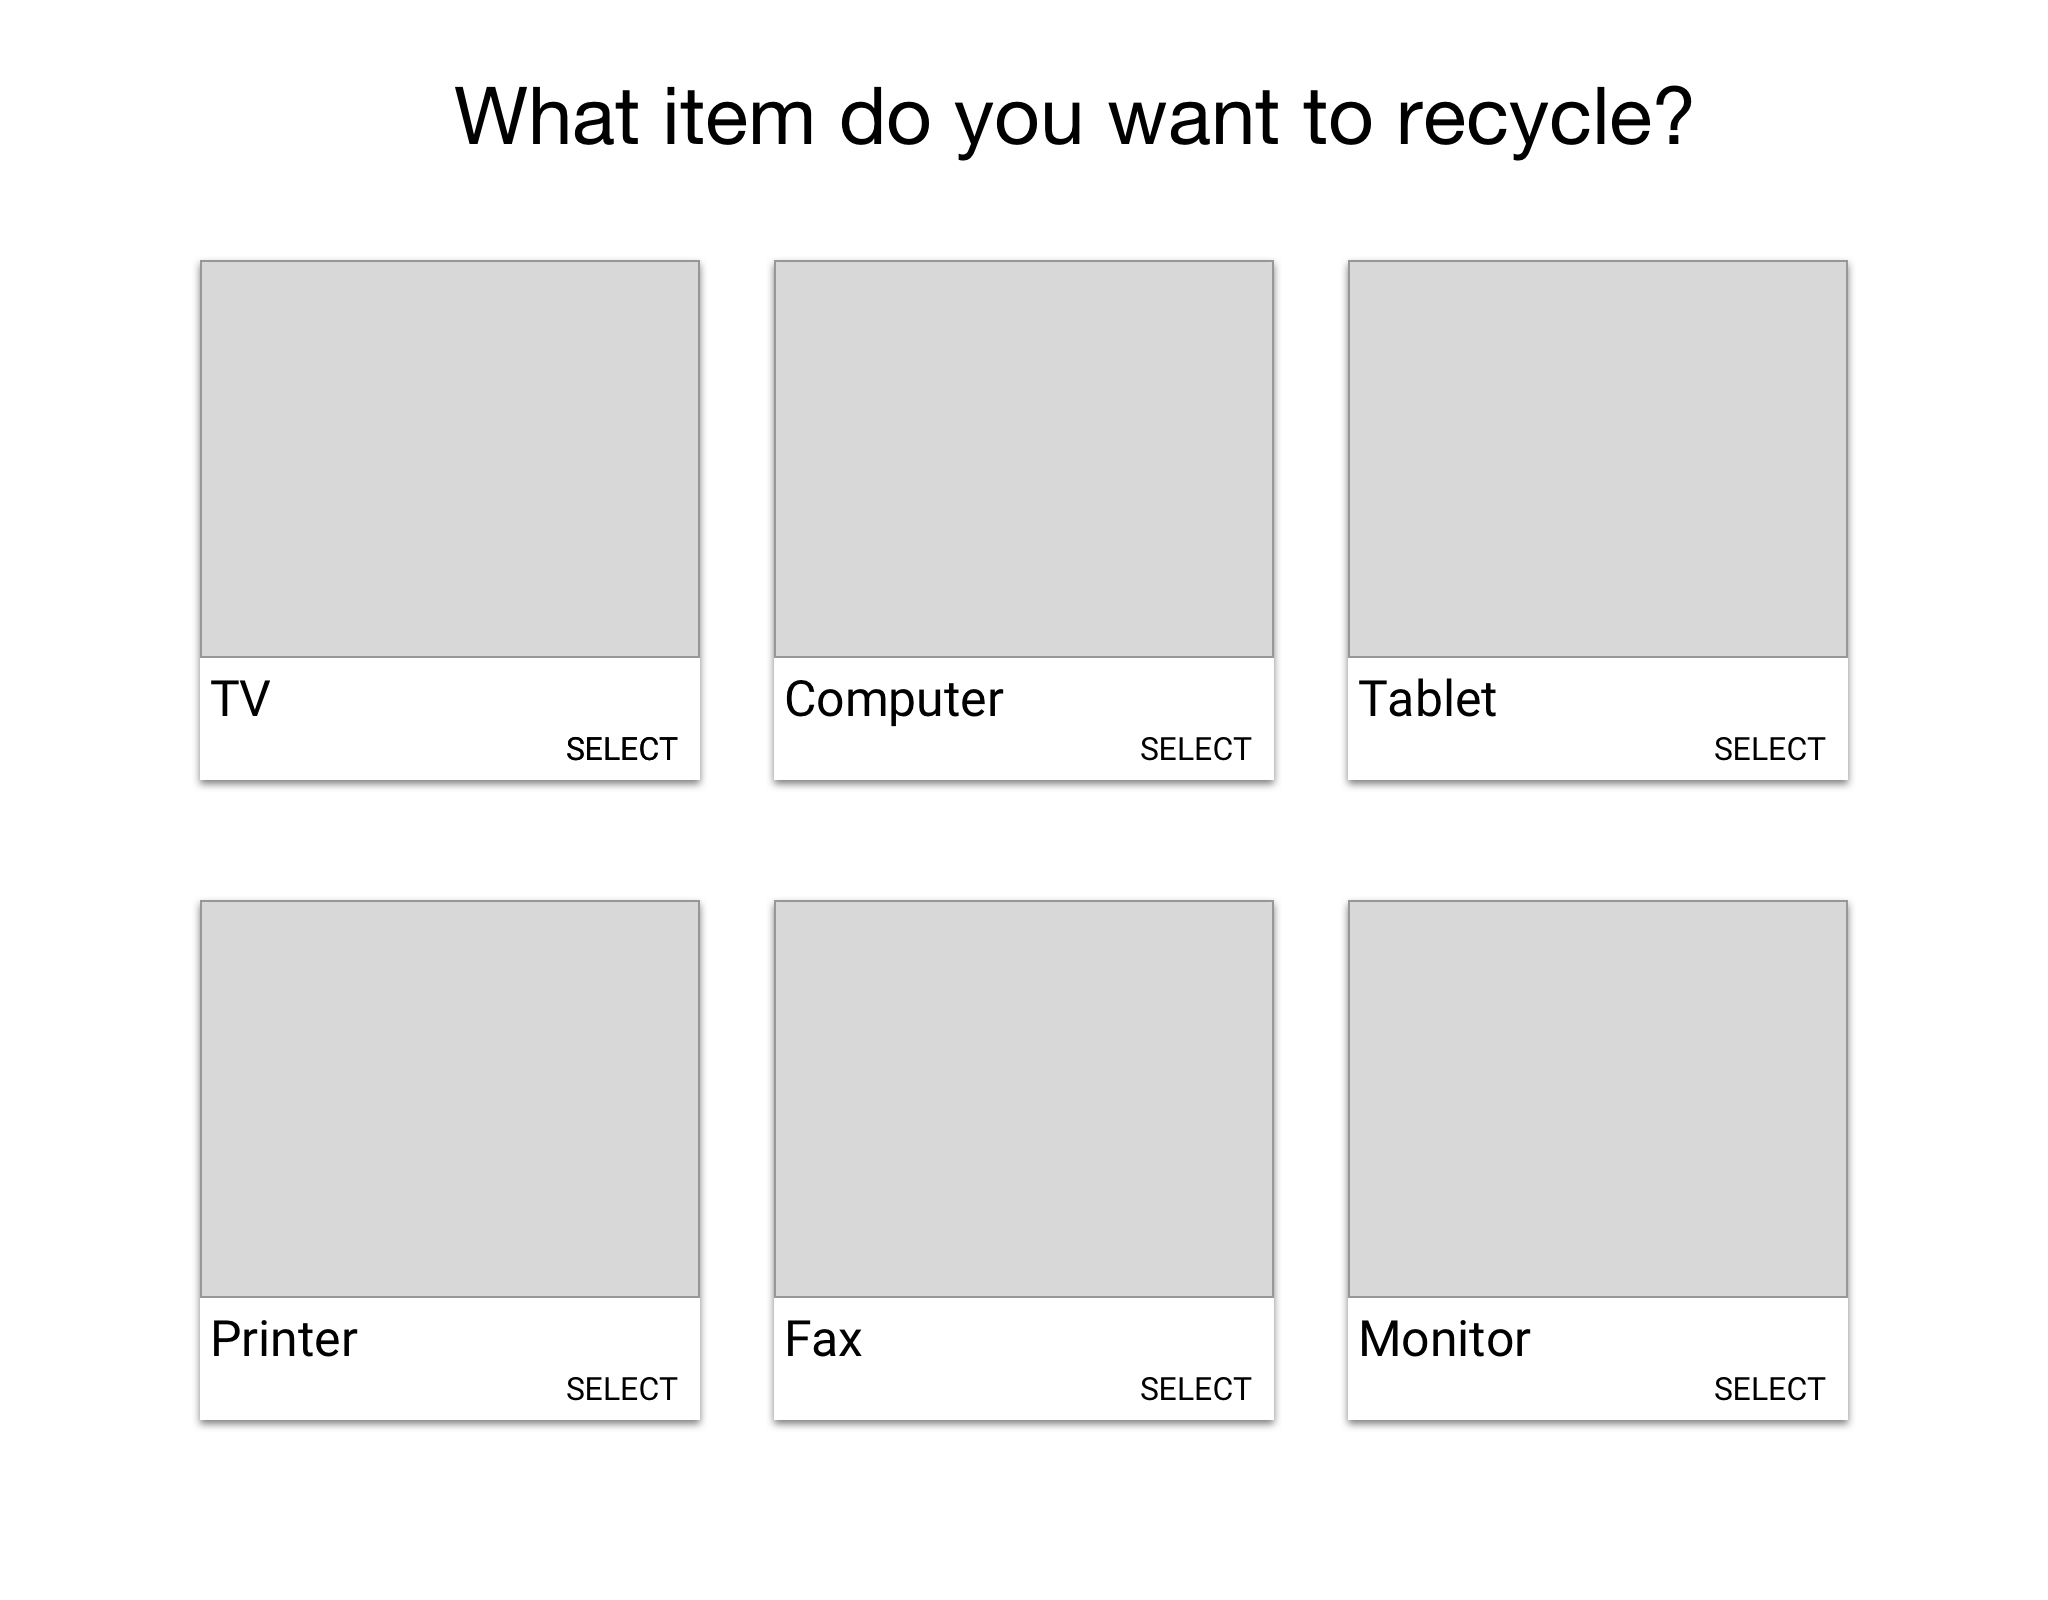 What item do you want to recycle?
TV
SELECT
Computer
SELECT
Tablet
SELECT
Printer
SELECT
Fax
SELECT
Monitor
SELECT